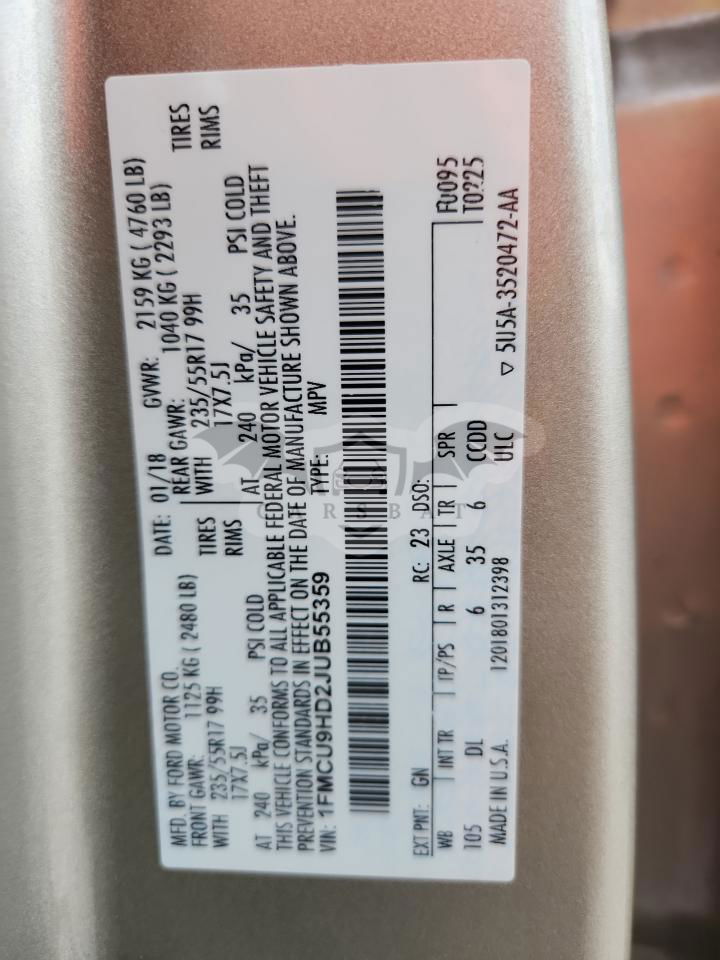 MFD. BY FORD MOTOR CO.
DATE: 01/18 GVWR: 2159 KG ( 4760 LB)
FRONT GAWR: 1125 KG ( 2480 LB)
REAR GAWR: 1040 KG ( 2293 LB)
WITH 235/55R17 99H TIRES
WITH 235/55R17 99H TIRES
17X7.5J RIMS
17X7.5J RIMS
AT 240 kPa/ 35 PSI COLD
AT 240 kPa/ 35 PSI COLD
THIS VEHICLE CONFORMS TO ALL APPLICABLE FEDERAL MOTOR VEHICLE SAFETY AND THEFT
PREVENTION STANDARDS IN EFFECT ON THE DATE OF MANUFACTURE SHOWN ABOVE.
VIN: 1FMCU9HD2JUB55359 TYPE: MPV
EXT PNT: GN RC: 23 DSO: F0095
WB INT TR TP/PS R AXLE TR SPR T0225
105 DL 6 35 6 CCDD
MADE IN U.S.A. 1201801312398 ULC
5U5A-3520472-AA
CARSBAT